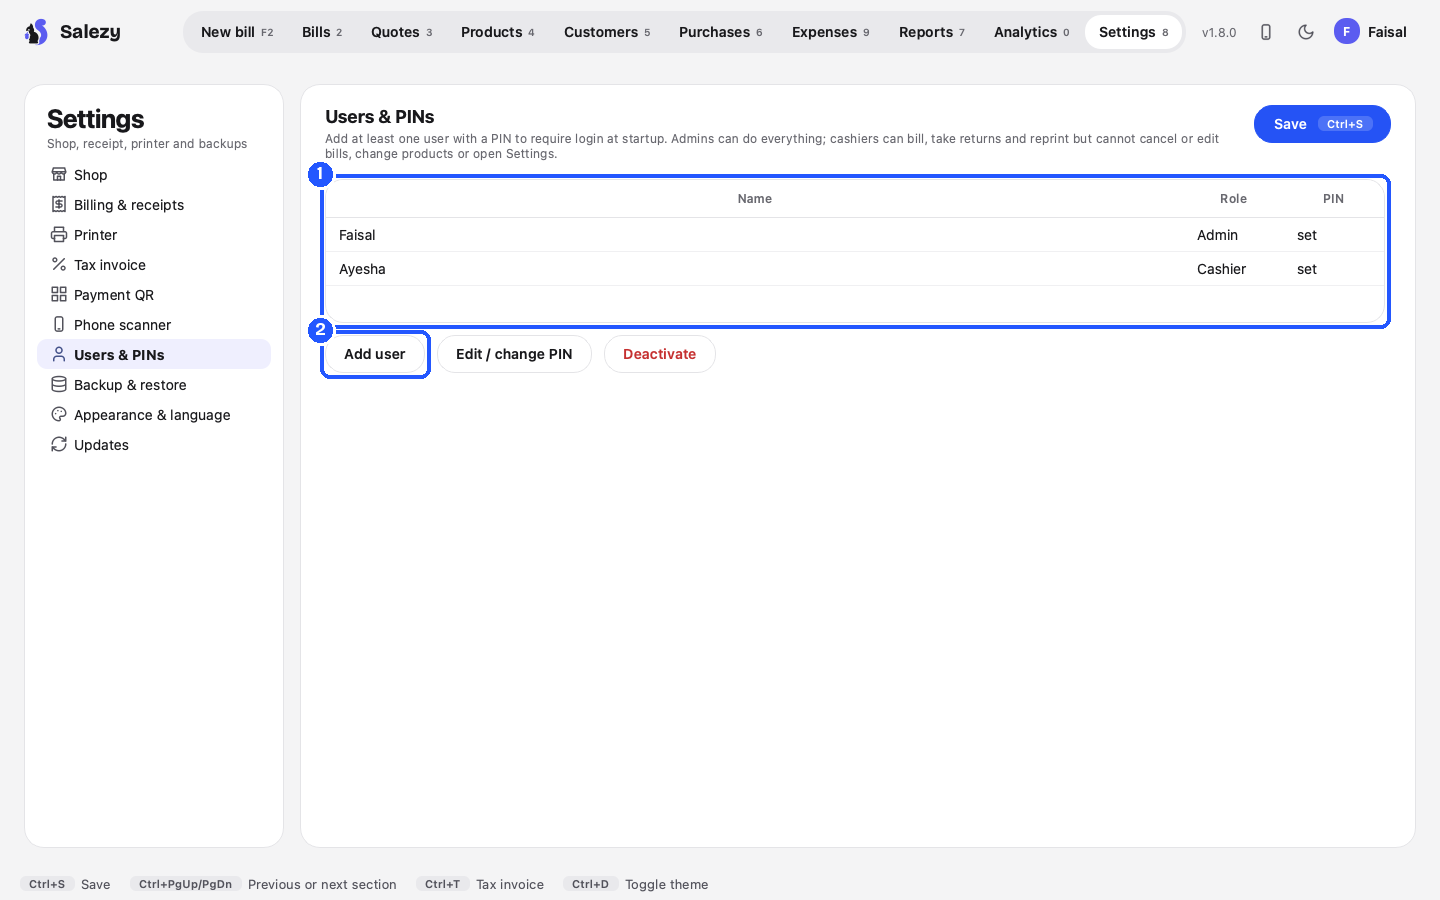 Salezy
New bill F2
Bills 2
Quotes 3
Products 4
Customers 5
Purchases 6
Expenses 9
Reports 7
Analytics 0
Settings 8
v1.8.0
F
Faisal
Settings
Shop, receipt, printer and backups
Shop
Billing & receipts
Printer
Tax invoice
Payment QR
Phone scanner
Users & PINs
Backup & restore
Appearance & language
Updates
Users & PINs
Add at least one user with a PIN to require login at startup. Admins can do everything; cashiers can bill, take returns and reprint but cannot cancel or edit
bills, change products or open Settings.
Save Ctrl+S
1
Name Role PIN
Faisal Admin set
Ayesha Cashier set
2
Add user
Edit / change PIN
Deactivate
Ctrl+S Save
Ctrl+PgUp/PgDn Previous or next section
Ctrl+T Tax invoice
Ctrl+D Toggle theme